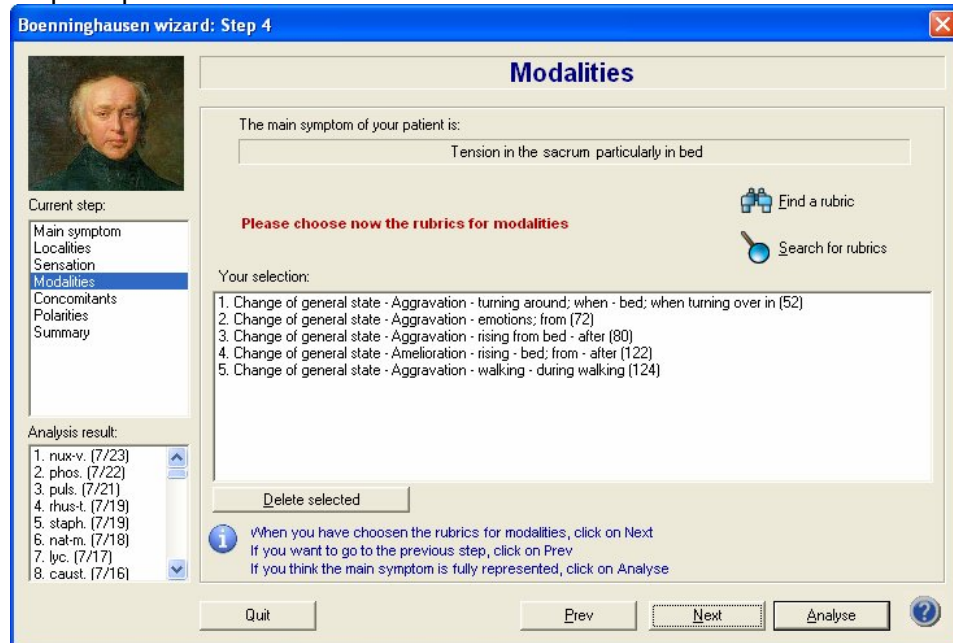 Boenninghausen wizard: Step 4
Modalities
The main symptom of your patient is:
Tension in the sacrum particularly in bed
Current step:
Main symptom
Localities
Sensation
Modalities
Concomitants
Polarities
Summary
Please choose now the rubrics for modalities
Find a rubric
Search for rubrics
Your selection:
1. Change of general state - Aggravation - turning around; when - bed; when turning over in (52)
2. Change of general state - Aggravation - emotions; from (72)
3. Change of general state - Aggravation - rising from bed - after (80)
4. Change of general state - Amelioration - rising - bed; from - after (122)
5. Change of general state - Aggravation - walking - during walking (124)
Analysis result:
1. nux-v. (7/23)
2. phos. (7/22)
3. puls. (7/21)
4. rhus-t. (7/19)
5. staph. (7/19)
6. nat-m. (7/18)
7. lyc. (7/17)
8. caust. (7/16)
Delete selected
When you have choosen the rubrics for modalities, click on Next
If you want to go to the previous step, click on Prev
If you think the main symptom is fully represented, click on Analyse
Quit
Prev
Next
Analyse